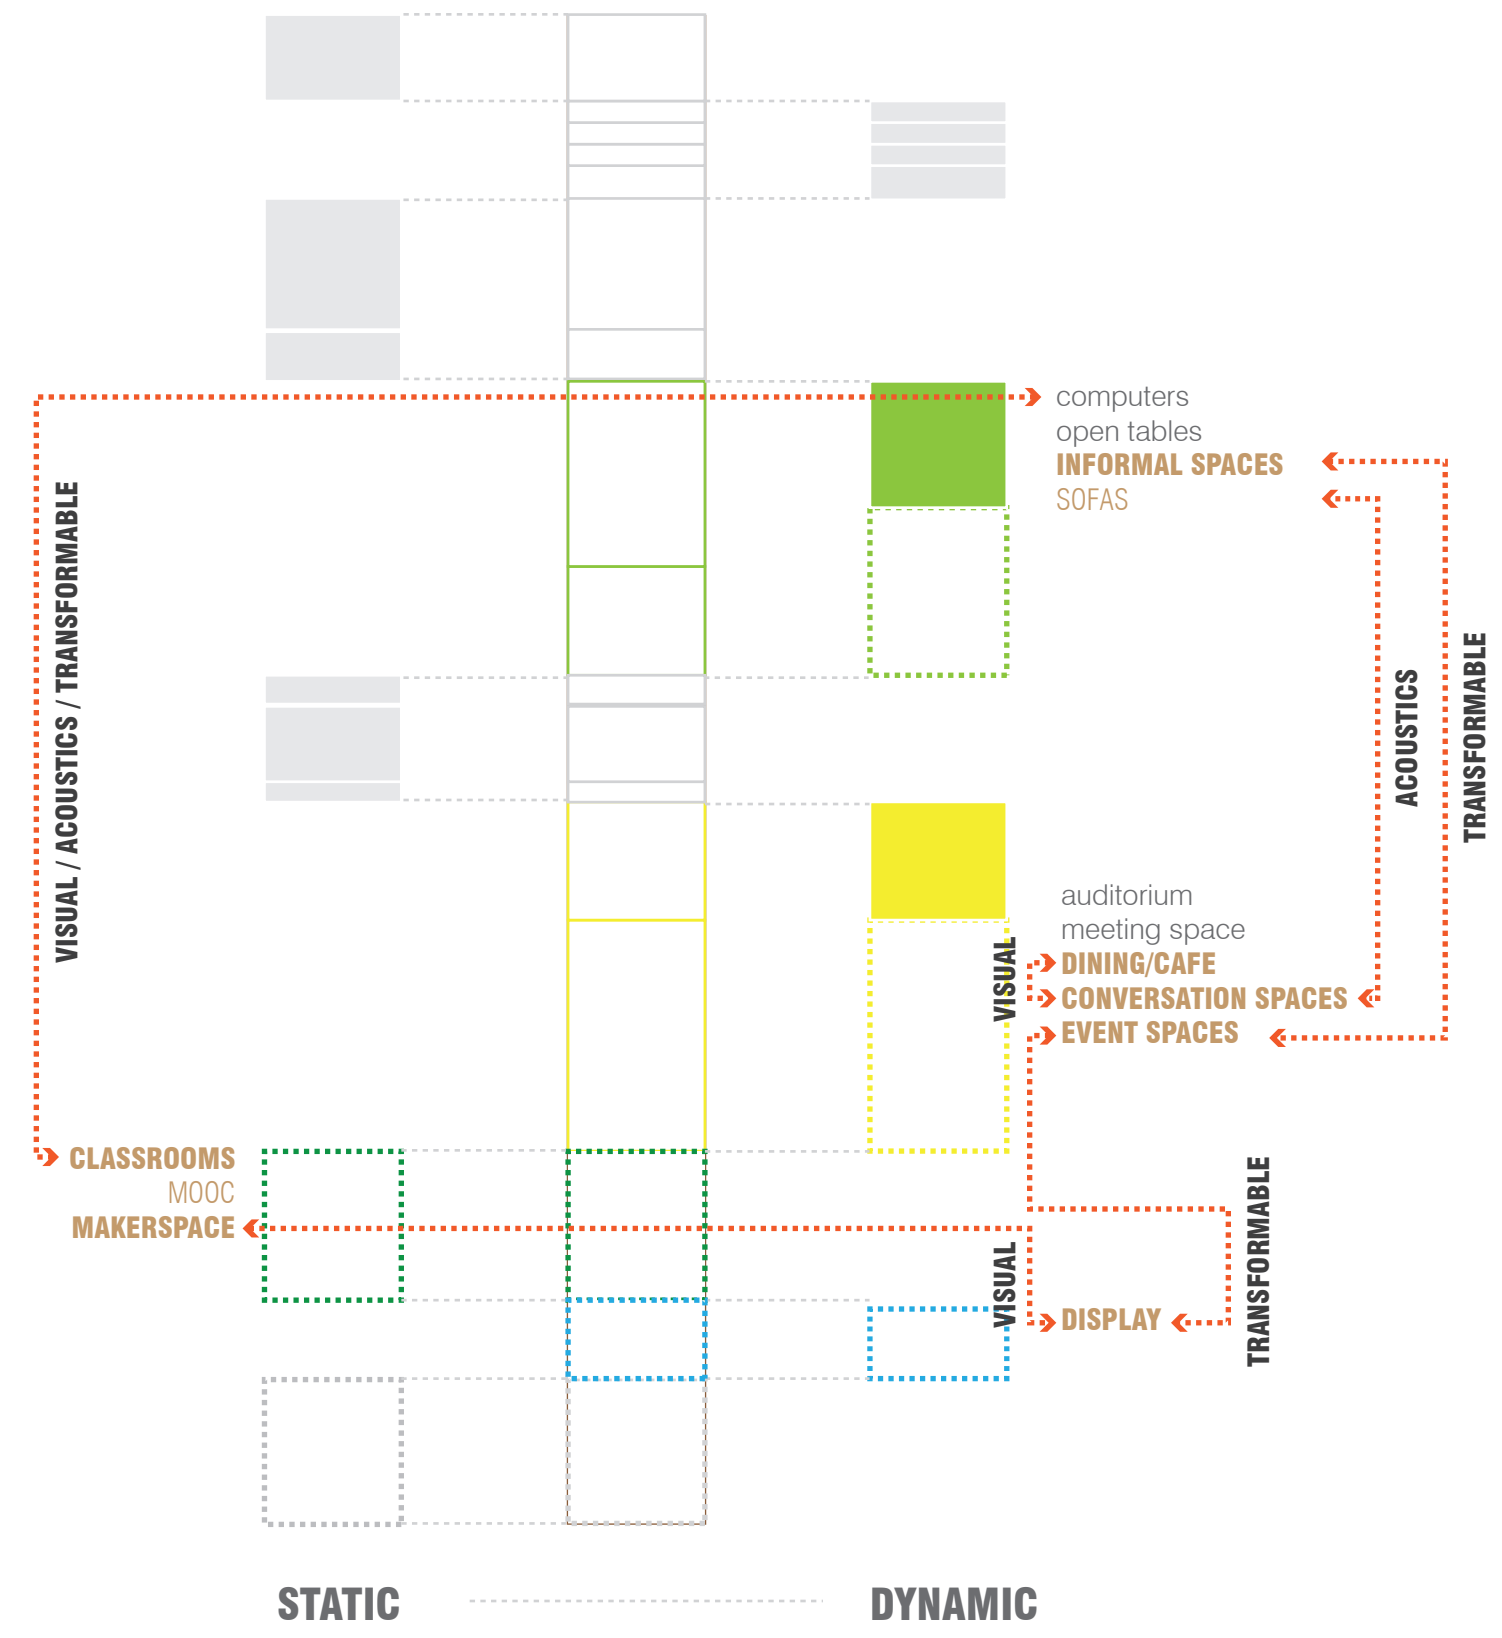 computers
open tables
INFORMAL SPACES
SOFAS
VISUAL / ACOUSTICS / TRANSFORMABLE
ACOUSTICS
TRANSFORMABLE
auditorium
meeting space
DINING/CAFE
CONVERSATION SPACES
EVENT SPACES
VISUAL
CLASSROOMS
MOOC
MAKERSPACE
VISUAL
DISPLAY
TRANSFORMABLE
STATIC
DYNAMIC